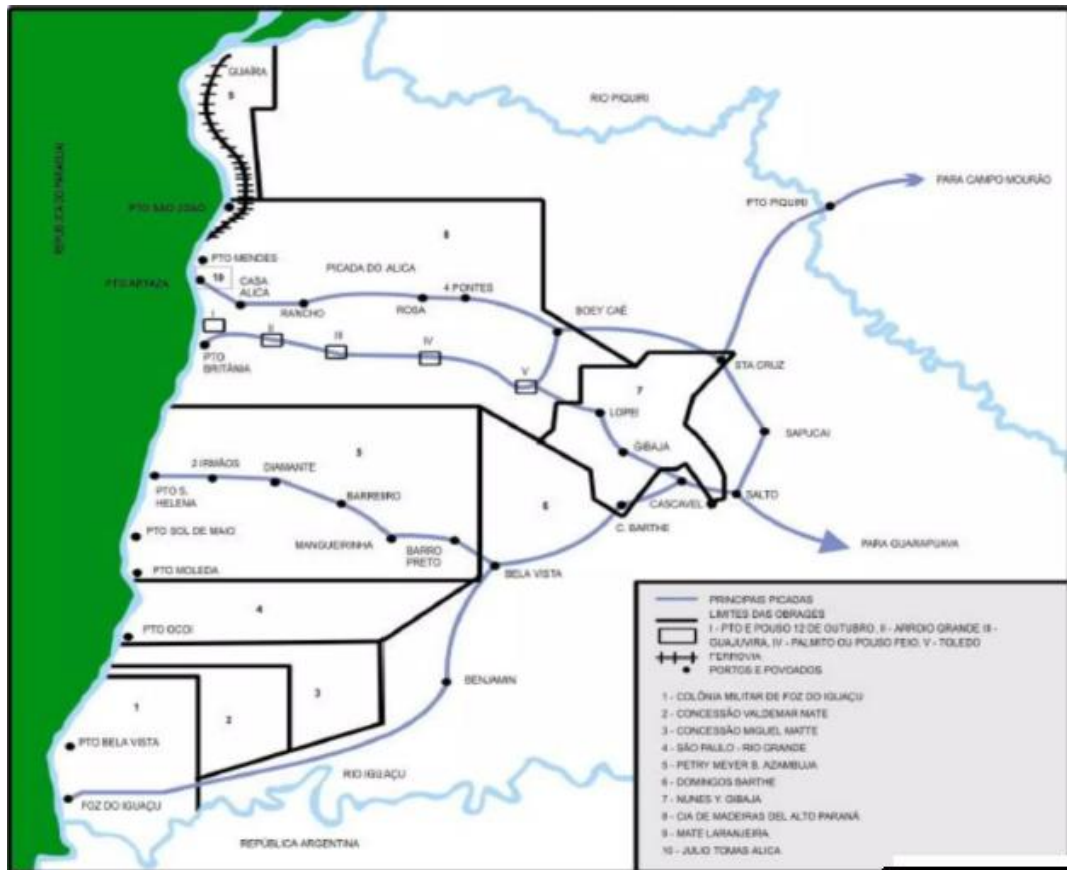 GUAÍRA
9
RIO PIQUIRI
REPUBLICA DO PARAGUAI
PARA CAMPO MOURÃO
PTO PIQUIRI
PTO SÃO JOÃO
8
PTO MENDES
10
PICADA DO ALICA
PTO ARTAZA
CASA
ALICA
RANCHO
ROSA
4 PONTES
BOEY CAÉ
I
II
III
IV
V
PTO
BRITÂNIA
STA CRUZ
7
LOPEI
GIBAJA
SAPUCAI
5
2 IRMÃOS
DIAMANTE
PTO S.
HELENA
BARREIRO
6
CASCAVEL
SALTO
C. BARTHE
PTO SOL DE MAIO
MANGUEIRINHA
BARRO
PRETO
PARA GUARAPUAVA
PTO MOLEDA
BELA VISTA
4
PTO OCOI
3
BENJAMIN
1
2
PTO BELA VISTA
RIO IGUAÇU
FOZ DO IGUAÇU
REPÚBLICA ARGENTINA
PRINCIPAIS PICADAS
LIMITES DAS OBRAGES
I - PTO E POUSO 12 DE OUTUBRO, II - ARROIO GRANDE III -
GUAJUVIRA, IV - PALMITO OU POUSO FEIO, V - TOLEDO
FERROVIA
PORTOS E POVOADOS
1 - COLÔNIA MILITAR DE FOZ DO IGUAÇU
2 - CONCESSÃO VALDEMAR MATE
3 - CONCESSÃO MIGUEL MATTE
4 - SÃO PAULO - RIO GRANDE
5 - PETRY MEYER B. AZAMBUJA
6 - DOMINGOS BARTHE
7 - NUNES Y. GIBAJA
8 - CIA DE MADEIRAS DEL ALTO PARANÁ
9 - MATE LARANJEIRA
10 - JULIO TOMAS ALICA